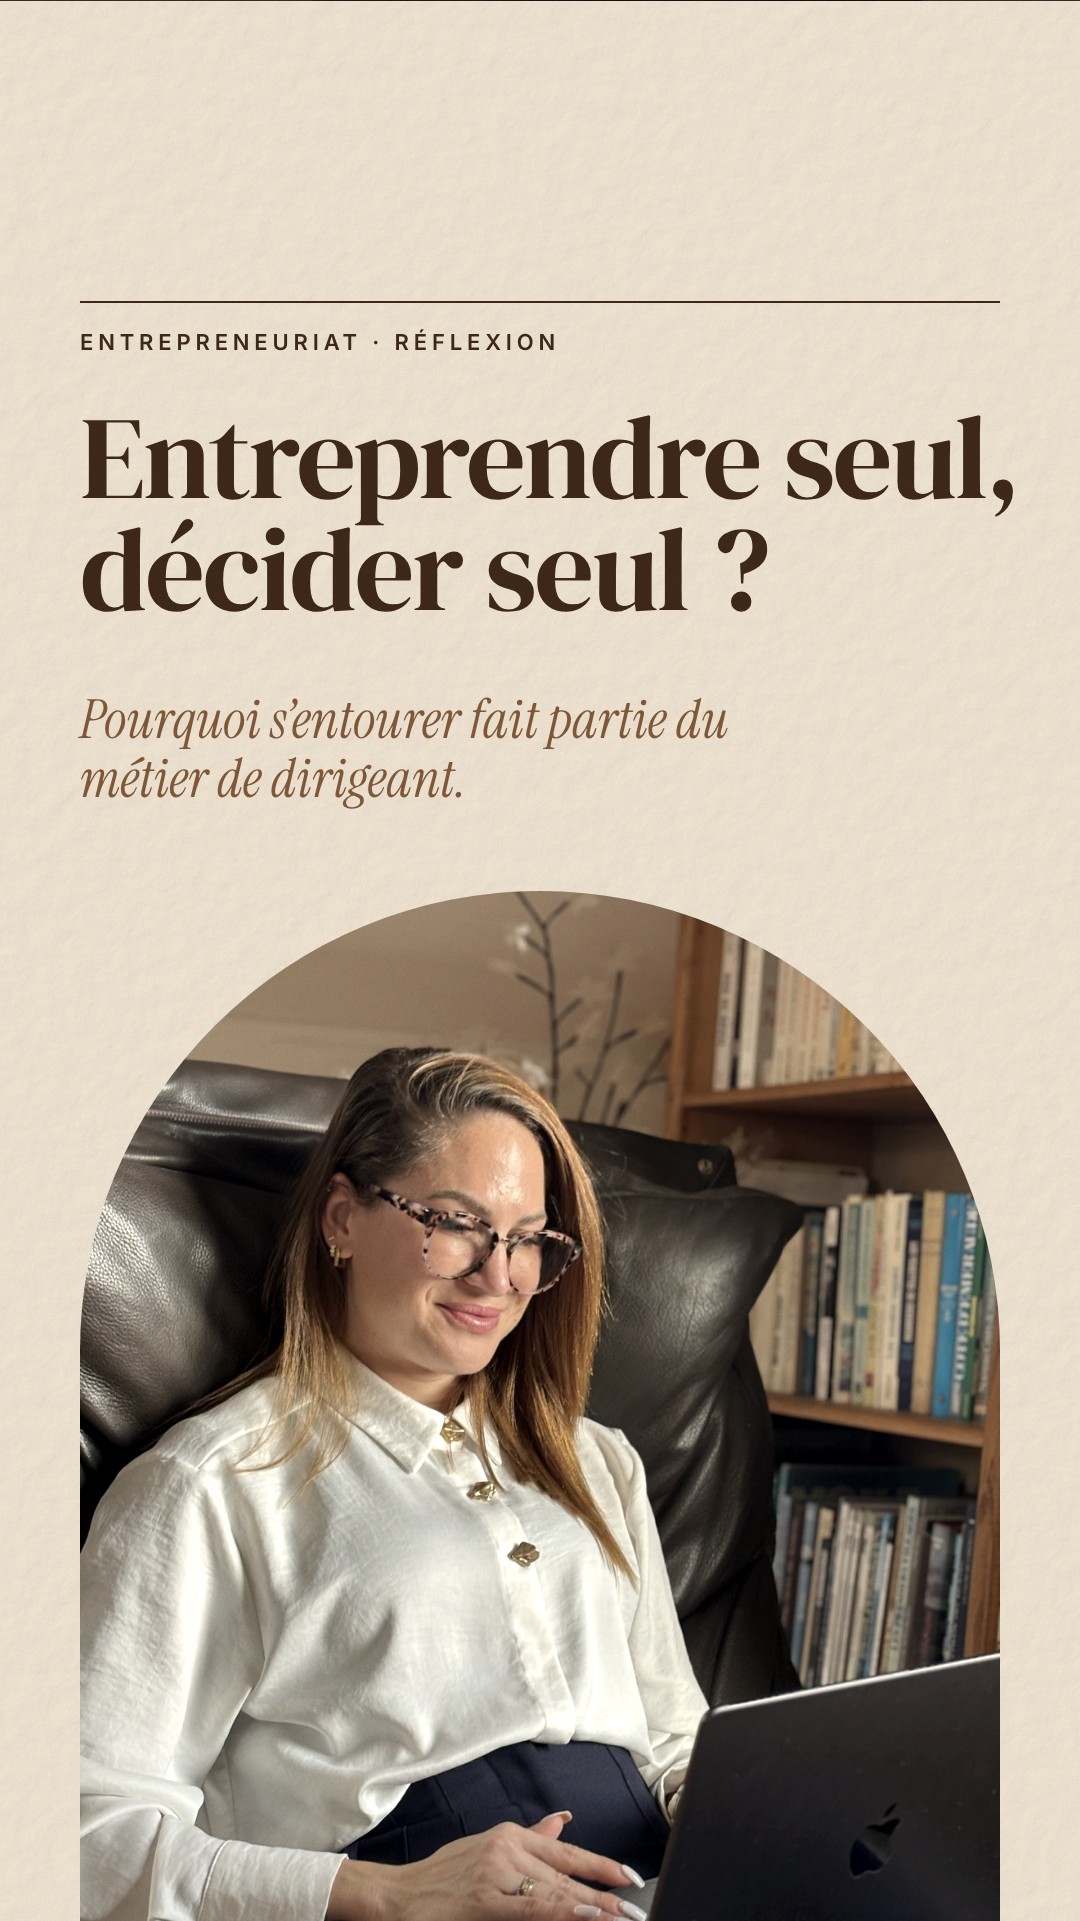 ENTREPRENEURIAT · RÉFLEXION
Entreprendre seul,
décider seul ?
Pourquoi s’entourer fait partie du
métier de dirigeant.